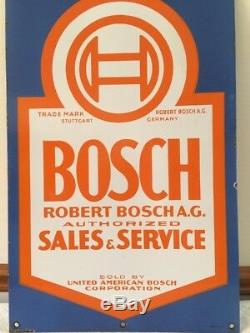 TRADE MARK ROBERT BOSCH A.G.
STUTTGART GERMANY
BOSCH
ROBERT BOSCH A.G.
AUTHORIZED
SALES & SERVICE
SOLD BY
UNITED AMERICAN BOSCH
CORPORATION